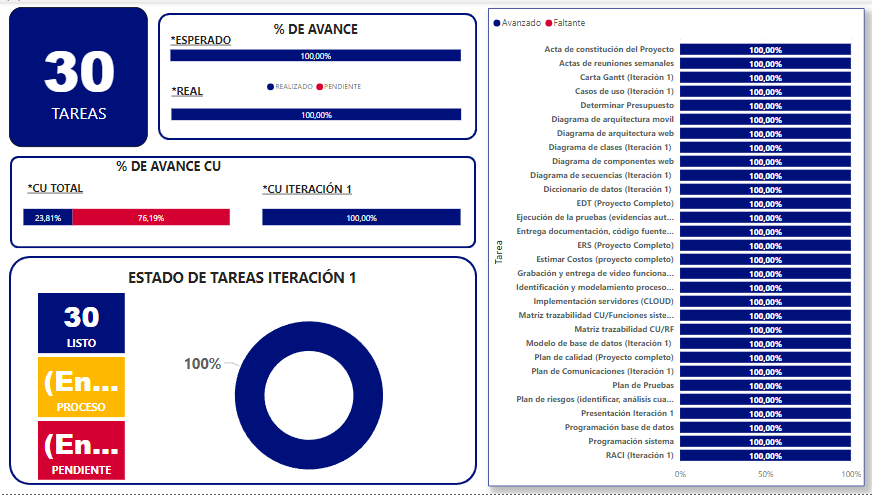 30
TAREAS
% DE AVANCE
*ESPERADO
100,00%
REALIZADO PENDIENTE
*REAL
100,00%
% DE AVANCE CU
*CU TOTAL
23,81% 76,19%
*CU ITERACIÓN 1
100,00%
ESTADO DE TAREAS ITERACIÓN 1
30
LISTO
(En...
PROCESO
(En...
PENDIENTE
100%
Avanzado Faltante
Tarea
Acta de constitución del Proyecto 100,00%
Actas de reuniones semanales 100,00%
Carta Gantt (Iteración 1) 100,00%
Casos de uso (Iteración 1) 100,00%
Determinar Presupuesto 100,00%
Diagrama de arquitectura movil 100,00%
Diagrama de arquitectura web 100,00%
Diagrama de clases (Iteración 1) 100,00%
Diagrama de componentes web 100,00%
Diagrama de secuencias (Iteración 1) 100,00%
Diccionario de datos (Iteración 1) 100,00%
EDT (Proyecto Completo) 100,00%
Ejecución de la pruebas (evidencias aut... 100,00%
Entrega documentación, código fuente... 100,00%
ERS (Proyecto Completo) 100,00%
Estimar Costos (proyecto completo) 100,00%
Grabación y entrega de video funciona... 100,00%
Identificación y modelamiento proceso... 100,00%
Implementación servidores (CLOUD) 100,00%
Matriz trazabilidad CU/Funciones siste... 100,00%
Matriz trazabilidad CU/RF 100,00%
Modelo de base de datos (Iteración 1) 100,00%
Plan de calidad (Proyecto completo) 100,00%
Plan de Comunicaciones (Iteración 1) 100,00%
Plan de Pruebas 100,00%
Plan de riesgos (identificar, análisis cua... 100,00%
Presentación Iteración 1 100,00%
Programación base de datos 100,00%
Programación sistema 100,00%
RACI (Iteración 1) 100,00%
0% 50% 100%